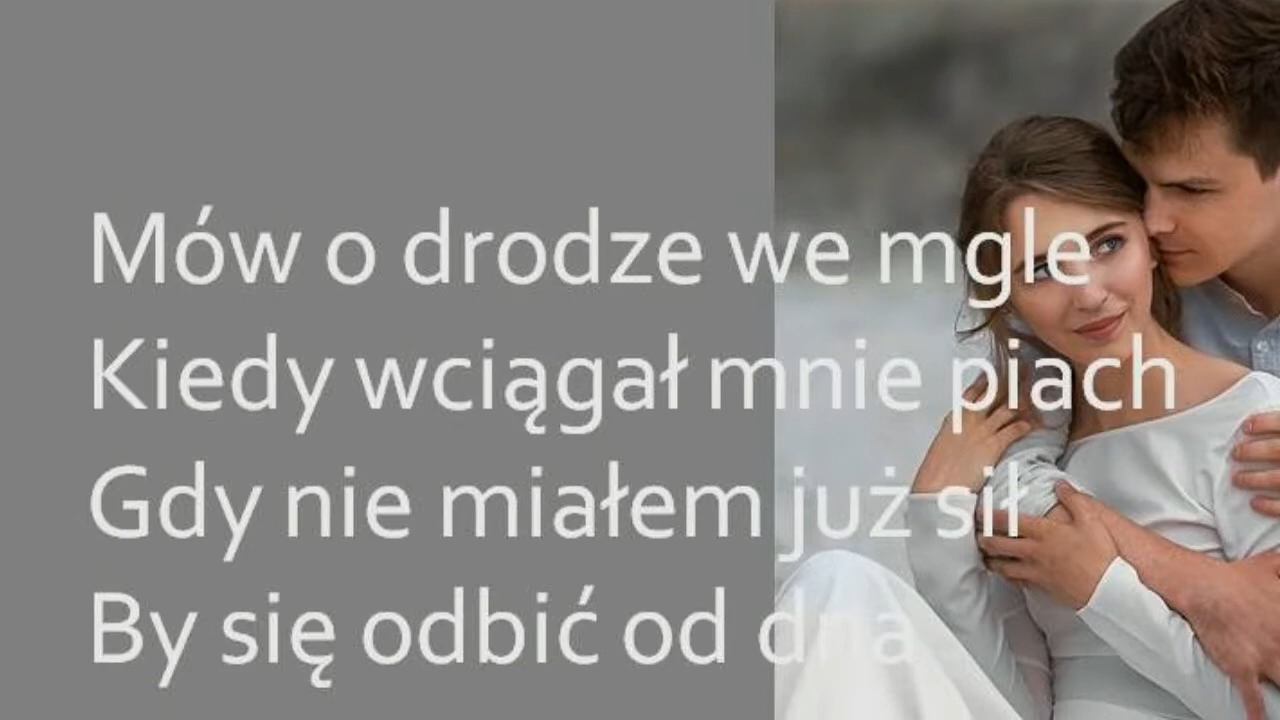 Mów o drodze we mgle
Kiedy wciągał mnie piach
Gdy nie miałem już sił
By się odbić od dna